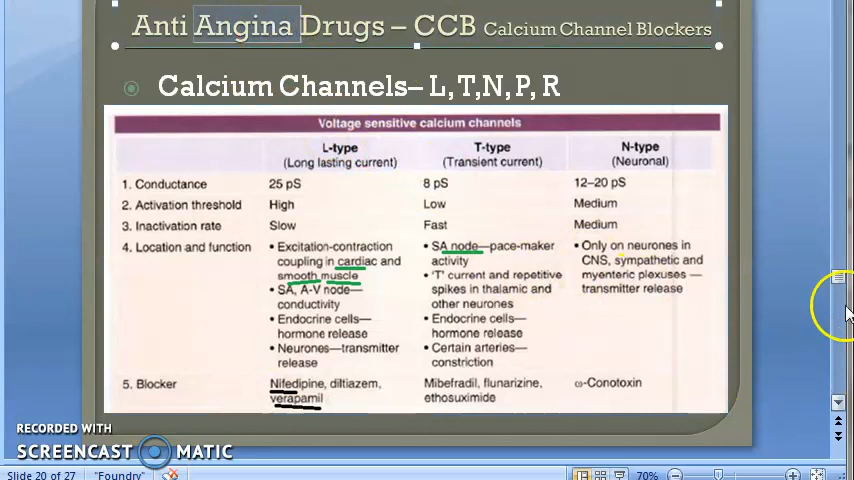 Anti Angina Drugs – CCB Calcium Channel Blockers
Calcium Channels– L,T,N, P, R
Voltage sensitive calcium channels
L-type (Long lasting current) T-type (Transient current) N-type (Neuronal)
1. Conductance 25 pS 8 pS 12–20 pS
2. Activation threshold High Low Medium
3. Inactivation rate Slow Fast Medium
4. Location and function
• Excitation-contraction
coupling in cardiac and
smooth muscle
• SA, A-V node—
conductivity
• Endocrine cells—
hormone release
• Neurones—transmitter
release
• SA node—pace-maker
activity
• 'T' current and repetitive
spikes in thalamic and
other neurones
• Endocrine cells—
hormone release
• Certain arteries—
constriction
• Only on neurones in
CNS, sympathetic and
myenteric plexuses —
transmitter release
5. Blocker
Nifedipine, diltiazem,
verapamil
Mibefradil, flunarizine,
ethosuximide
ω-Conotoxin
RECORDED WITH
SCREENCAST MATIC
Slide 20 of 27 "Foundry" 70%